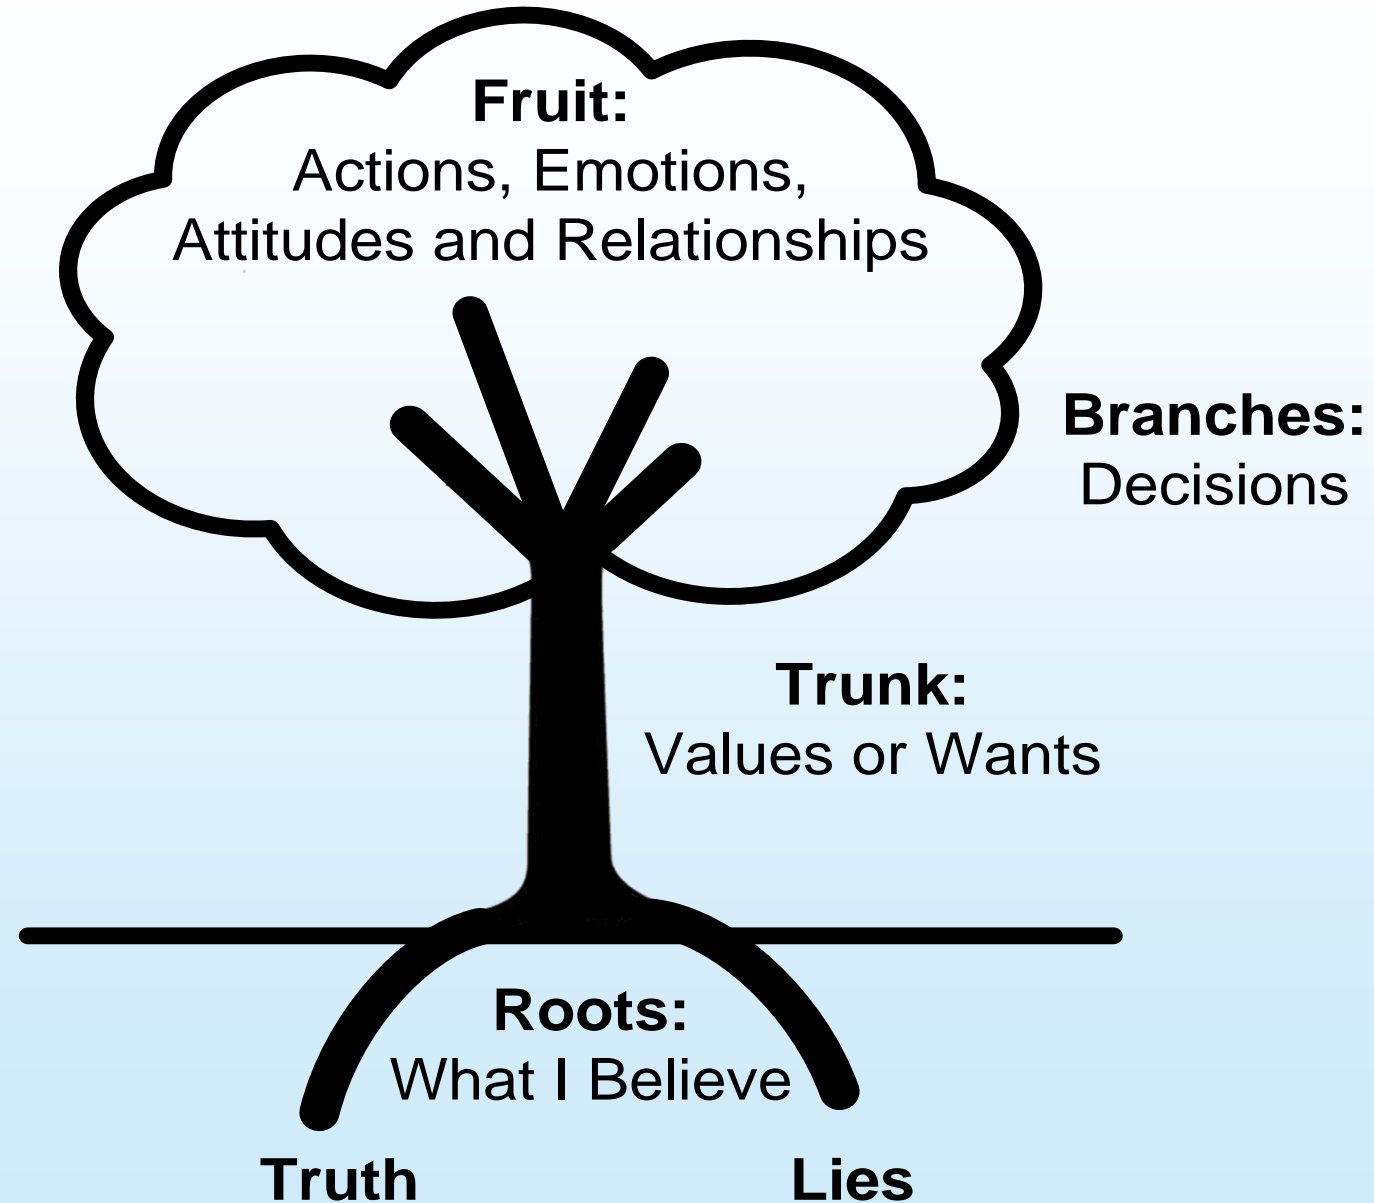 Fruit:
Actions, Emotions,
Attitudes and Relationships
Branches:
Decisions
Trunk:
Values or Wants
Roots:
What I Believe
Truth
Lies